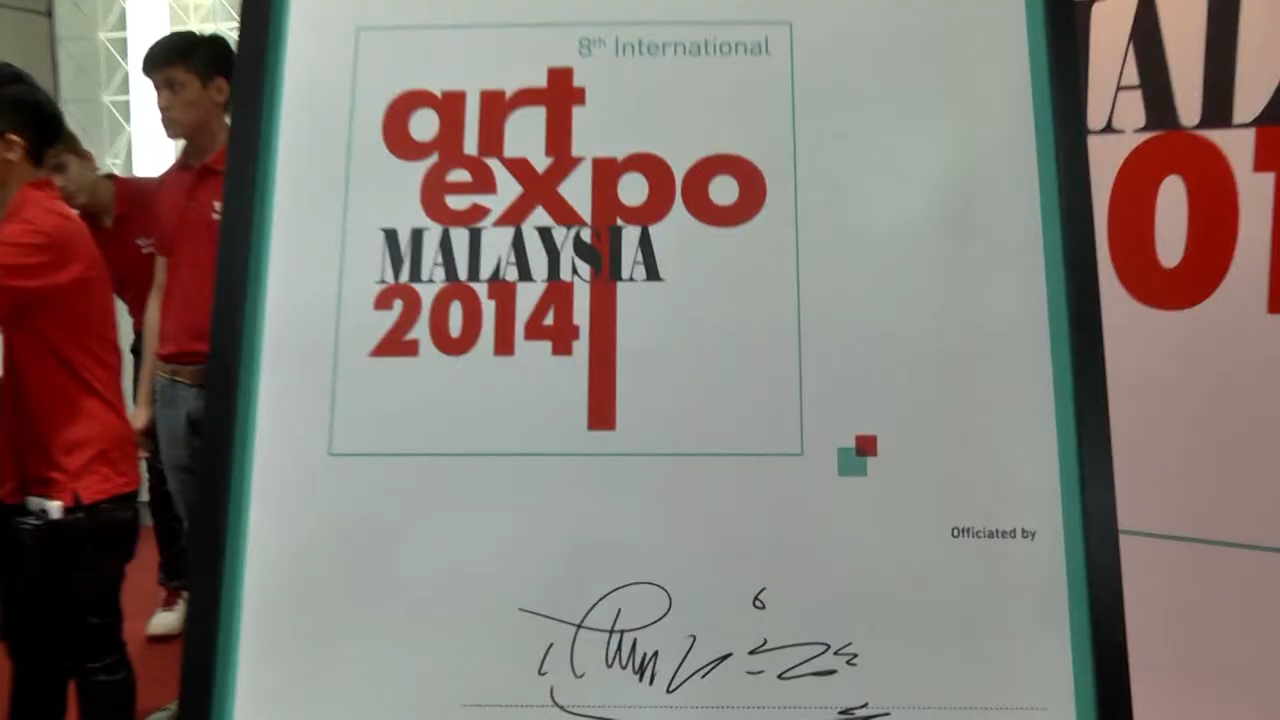 8th International
art
expo
MALAYSIA
2014
Officiated by